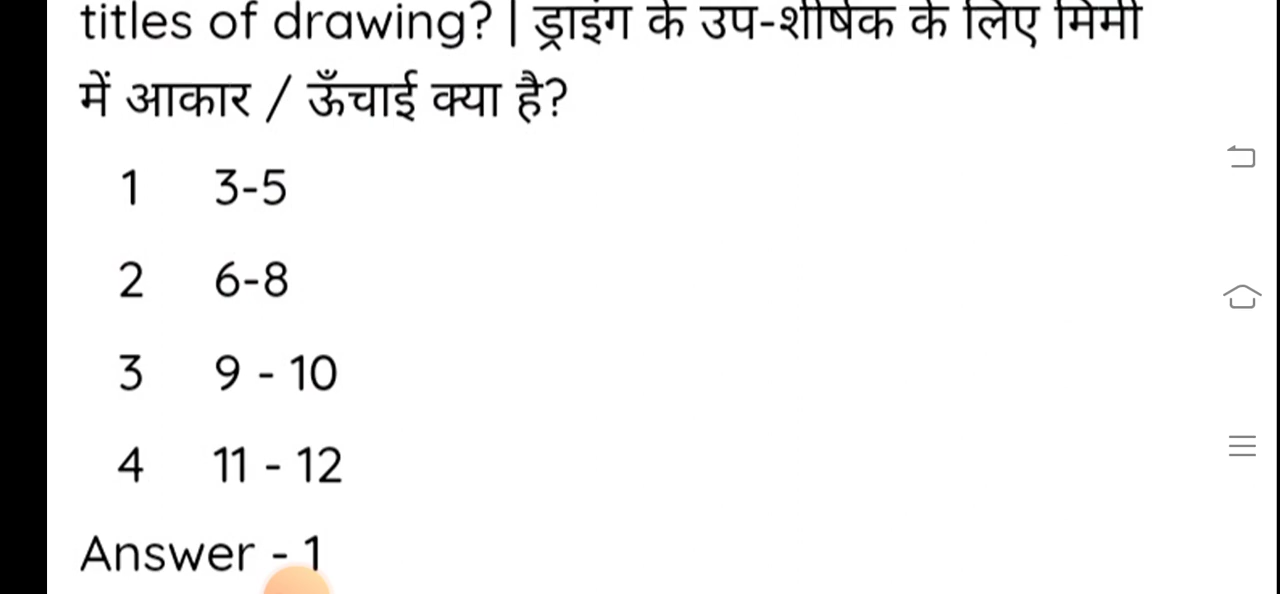 titles of drawing? | ड्राइंग के उप-शीर्षक के लिए मिमी
में आकार / ऊँचाई क्या है?
1 3-5
2 6-8
3 9 - 10
4 11 - 12
Answer - 1